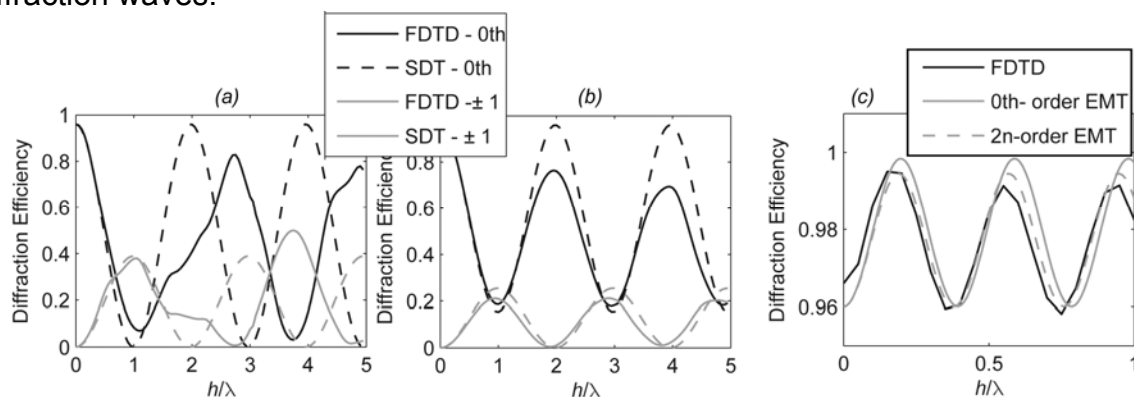 ffraction waves.
FDTD - 0th
SDT - 0th
FDTD -± 1
SDT - ± 1
FDTD
0th- order EMT
2n-order EMT
(a)
(b)
(c)
Diffraction Efficiency
1
0.8
0.6
0.4
0.2
0
0 1 2 3 4 5
h/λ
Diffraction Efficiency
0.8
0.6
0.4
0.2
0
0 1 2 3 4 5
h/λ
Diffraction Efficiency
1
0.98
0.96
0 0.5 1
h/λ